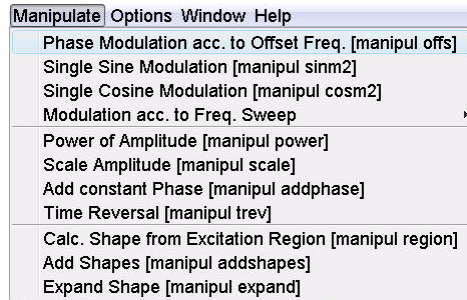 Manipulate Options Window Help
Phase Modulation acc. to Offset Freq. [manipul offs]
Single Sine Modulation [manipul sinm2]
Single Cosine Modulation [manipul cosm2]
Modulation acc. to Freq. Sweep
Power of Amplitude [manipul power]
Scale Amplitude [manipul scale]
Add constant Phase [manipul addphase]
Time Reversal [manipul trev]
Calc. Shape from Excitation Region [manipul region]
Add Shapes [manipul addshapes]
Expand Shape [manipul expand]